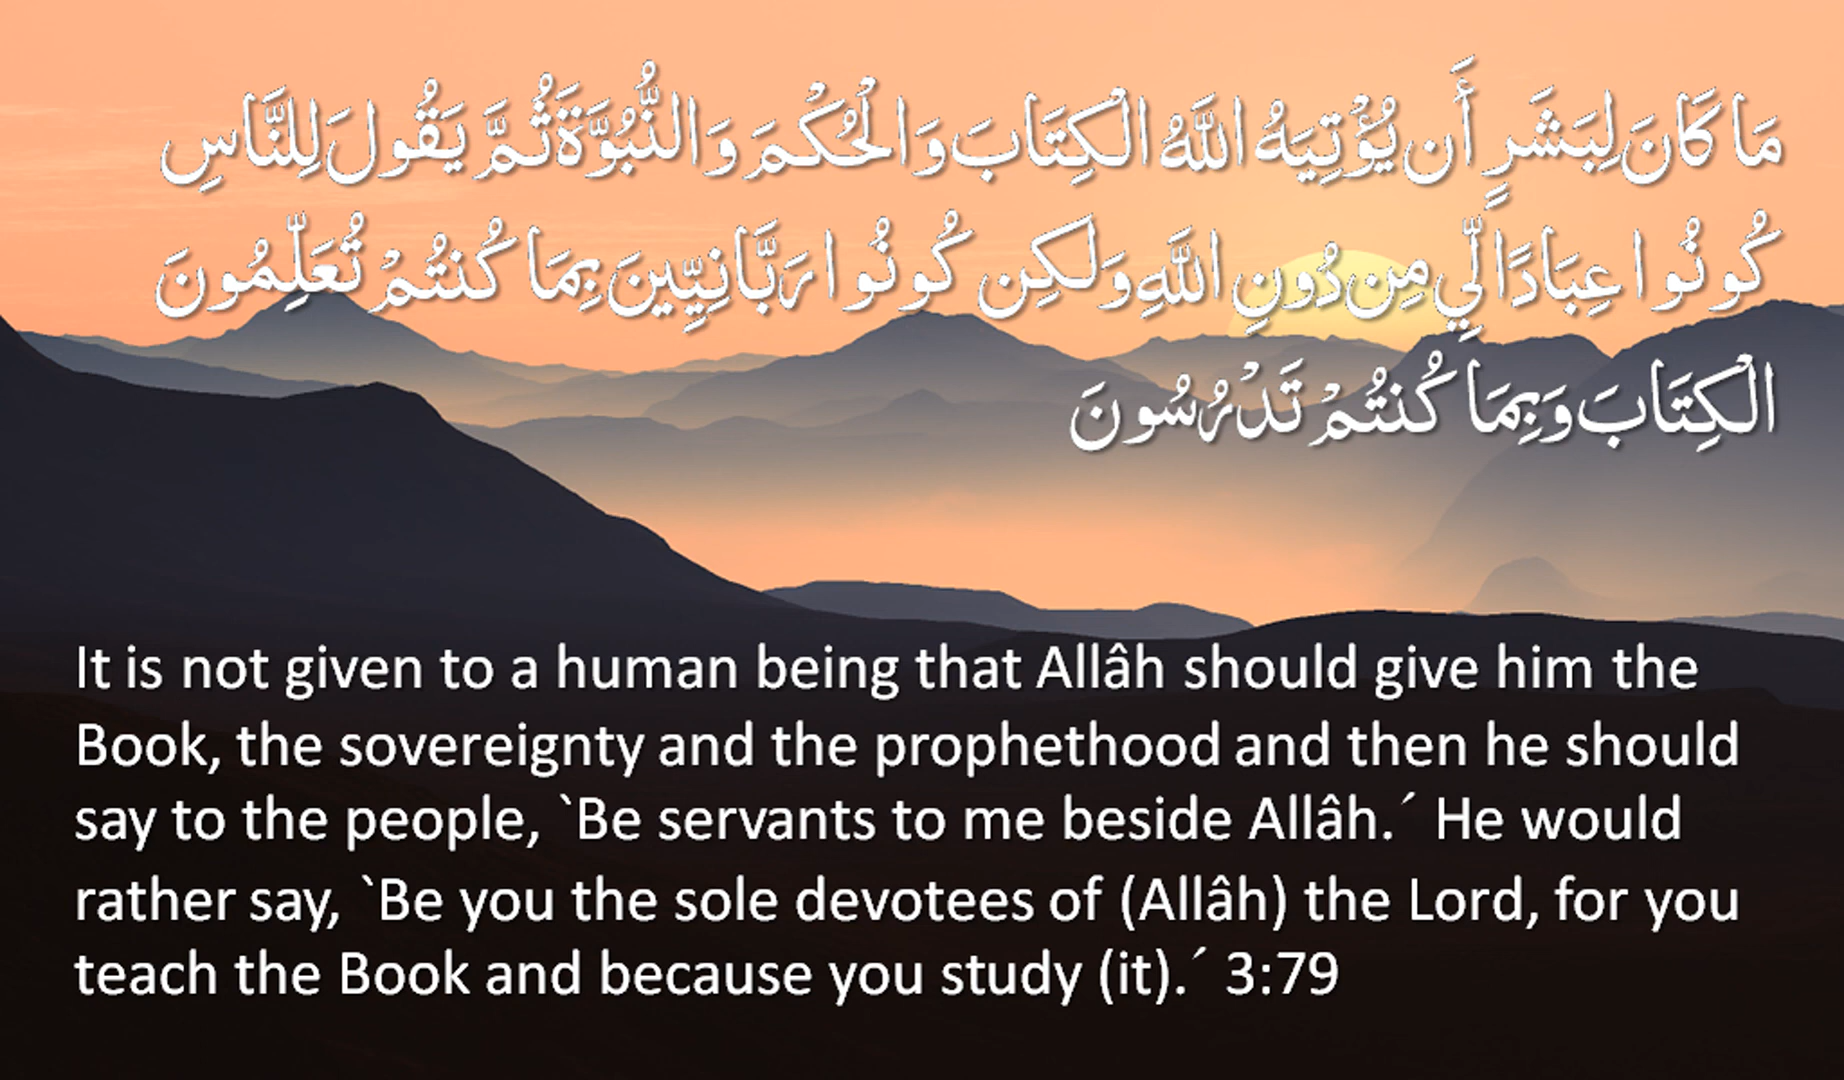 مَا كَانَ لِبَشَرٍ أَن يُؤْتِيَهُ اللَّهُ الْكِتَابَ وَالْحُكْمَ وَالنُّبُوَّةَ ثُمَّ يَقُولَ لِلنَّاسِ
كُونُوا عِبَادًا لِّي مِن دُونِ اللَّهِ وَلَٰكِن كُونُوا رَبَّانِيِّينَ بِمَا كُنتُمْ تُعَلِّمُونَ
الْكِتَابَ وَبِمَا كُنتُمْ تَدْرُسُونَ
It is not given to a human being that Allâh should give him the
Book, the sovereignty and the prophethood and then he should
say to the people, `Be servants to me beside Allâh.´ He would
rather say, `Be you the sole devotees of (Allâh) the Lord, for you
teach the Book and because you study (it).´ 3:79